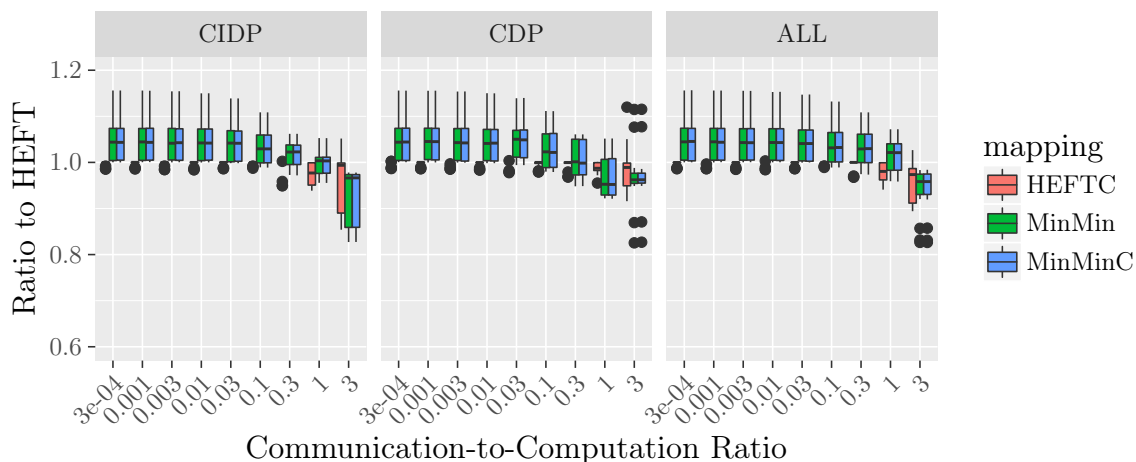 CIDP CDP ALL
1.2
1.0
0.8
0.6
Ratio to HEFT
3e-04 0.001 0.003 0.01 0.03 0.1 0.3 1 3
3e-04 0.001 0.003 0.01 0.03 0.1 0.3 1 3
3e-04 0.001 0.003 0.01 0.03 0.1 0.3 1 3
Communication-to-Computation Ratio
mapping
HEFTC
MinMin
MinMinC